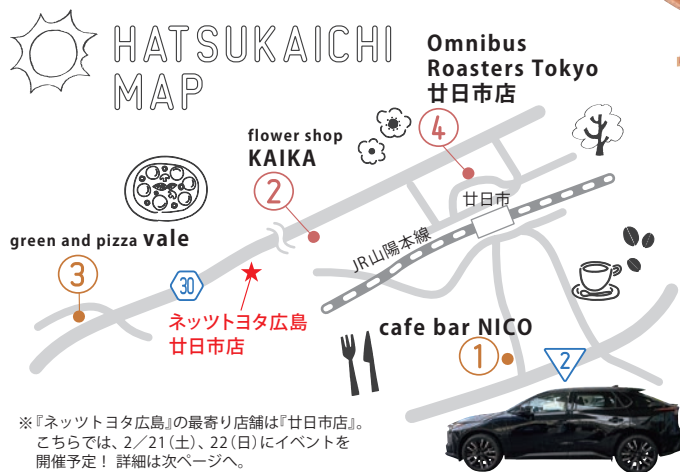 HATSUKAICHI
MAP
Omnibus
Roasters Tokyo
廿日市店
4
flower shop
KAIKA
2
廿日市
JR山陽本線
green and pizza vale
3
30
ネッツトヨタ広島
廿日市店
cafe bar NICO
1
2
※『ネッツトヨタ広島』の最寄り店舗は『廿日市店』。
こちらでは、2／21（土）、22（日）にイベントを
開催予定！ 詳細は次ページへ。